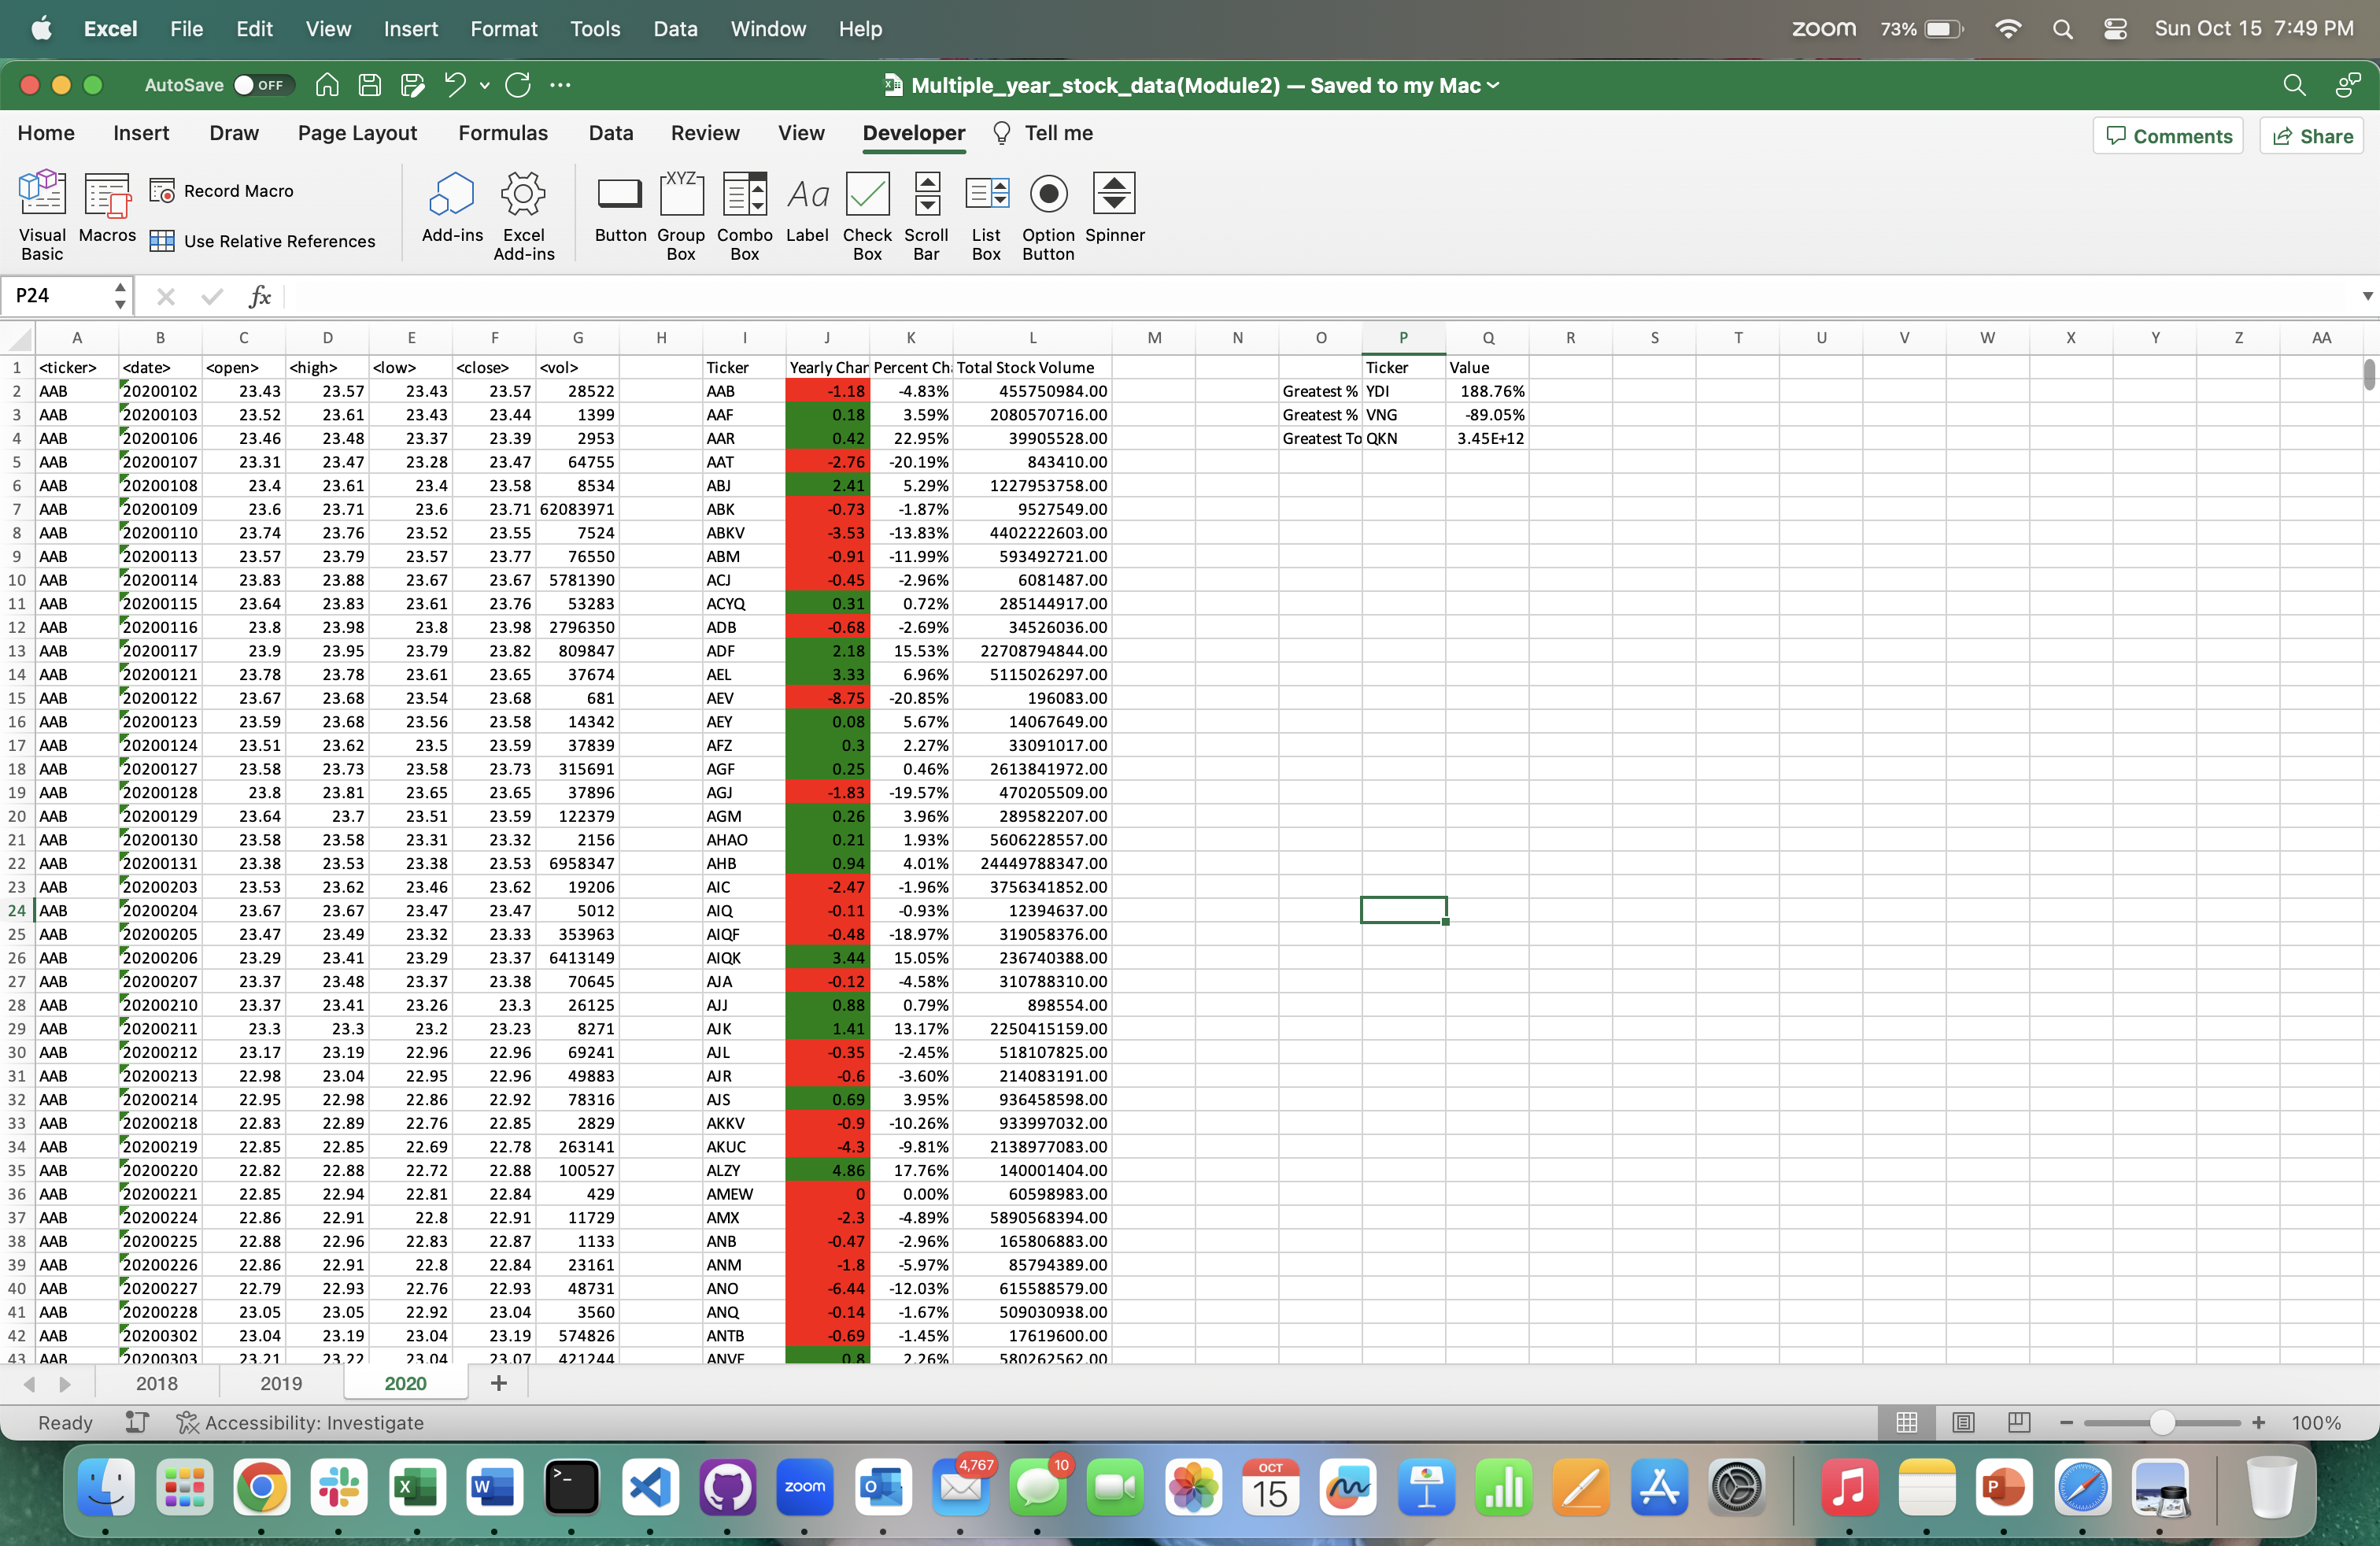 Excel File Edit View Insert Format Tools Data Window Help zoom 73% Sun Oct 15 7:49 PM
AutoSave OFF Multiple_year_stock_data(Module2) — Saved to my Mac
Home Insert Draw Page Layout Formulas Data Review View Developer Tell me Comments Share
Visual Basic Macros Record Macro Use Relative References Add-ins Excel Add-ins Button XYZ Group Box Combo Box Aa Label Check Box Scroll Bar List Box Option Button Spinner
P24 fx
A B C D E F G H I J K L M N O P Q R S T U V W X Y Z AA
1 <ticker> <date> <open> <high> <low> <close> <vol> Ticker Yearly Char Percent Ch Total Stock Volume Ticker Value
2 AAB 20200102 23.43 23.57 23.43 23.57 28522 AAB -1.18 -4.83% 455750984.00 Greatest % YDI 188.76%
3 AAB 20200103 23.52 23.61 23.43 23.44 1399 AAF 0.18 3.59% 2080570716.00 Greatest % VNG -89.05%
4 AAB 20200106 23.46 23.48 23.37 23.39 2953 AAR 0.42 22.95% 39905528.00 Greatest To QKN 3.45E+12
5 AAB 20200107 23.31 23.47 23.28 23.47 64755 AAT -2.76 -20.19% 843410.00
6 AAB 20200108 23.4 23.61 23.4 23.58 8534 ABJ 2.41 5.29% 1227953758.00
7 AAB 20200109 23.6 23.71 23.6 23.71 62083971 ABK -0.73 -1.87% 9527549.00
8 AAB 20200110 23.74 23.76 23.52 23.55 7524 ABKV -3.53 -13.83% 4402222603.00
9 AAB 20200113 23.57 23.79 23.57 23.77 76550 ABM -0.91 -11.99% 593492721.00
10 AAB 20200114 23.83 23.88 23.67 23.67 5781390 ACJ -0.45 -2.96% 6081487.00
11 AAB 20200115 23.64 23.83 23.61 23.76 53283 ACYQ 0.31 0.72% 285144917.00
12 AAB 20200116 23.8 23.98 23.8 23.98 2796350 ADB -0.68 -2.69% 34526036.00
13 AAB 20200117 23.9 23.95 23.79 23.82 809847 ADF 2.18 15.53% 22708794844.00
14 AAB 20200121 23.78 23.78 23.61 23.65 37674 AEL 3.33 6.96% 5115026297.00
15 AAB 20200122 23.67 23.68 23.54 23.68 681 AEV -8.75 -20.85% 196083.00
16 AAB 20200123 23.59 23.68 23.56 23.58 14342 AEY 0.08 5.67% 14067649.00
17 AAB 20200124 23.51 23.62 23.5 23.59 37839 AFZ 0.3 2.27% 33091017.00
18 AAB 20200127 23.58 23.73 23.58 23.73 315691 AGF 0.25 0.46% 2613841972.00
19 AAB 20200128 23.8 23.81 23.65 23.65 37896 AGJ -1.83 -19.57% 470205509.00
20 AAB 20200129 23.64 23.7 23.51 23.59 122379 AGM 0.26 3.96% 289582207.00
21 AAB 20200130 23.58 23.58 23.31 23.32 2156 AHAO 0.21 1.93% 5606228557.00
22 AAB 20200131 23.38 23.53 23.38 23.53 6958347 AHB 0.94 4.01% 24449788347.00
23 AAB 20200203 23.53 23.62 23.46 23.62 19206 AIC -2.47 -1.96% 3756341852.00
24 AAB 20200204 23.67 23.67 23.47 23.47 5012 AIQ -0.11 -0.93% 12394637.00
25 AAB 20200205 23.47 23.49 23.32 23.33 353963 AIQF -0.48 -18.97% 319058376.00
26 AAB 20200206 23.29 23.41 23.29 23.37 6413149 AIQK 3.44 15.05% 236740388.00
27 AAB 20200207 23.37 23.48 23.37 23.38 70645 AJA -0.12 -4.58% 310788310.00
28 AAB 20200210 23.37 23.41 23.26 23.3 26125 AJJ 0.88 0.79% 898554.00
29 AAB 20200211 23.3 23.3 23.2 23.23 8271 AJK 1.41 13.17% 2250415159.00
30 AAB 20200212 23.17 23.19 22.96 22.96 69241 AJL -0.35 -2.45% 518107825.00
31 AAB 20200213 22.98 23.04 22.95 22.96 49883 AJR -0.6 -3.60% 214083191.00
32 AAB 20200214 22.95 22.98 22.86 22.92 78316 AJS 0.69 3.95% 936458598.00
33 AAB 20200218 22.83 22.89 22.76 22.85 2829 AKKV -0.9 -10.26% 933997032.00
34 AAB 20200219 22.85 22.85 22.69 22.78 263141 AKUC -4.3 -9.81% 2138977083.00
35 AAB 20200220 22.82 22.88 22.72 22.88 100527 ALZY 4.86 17.76% 140001404.00
36 AAB 20200221 22.85 22.94 22.81 22.84 429 AMEW 0 0.00% 60598983.00
37 AAB 20200224 22.86 22.91 22.8 22.91 11729 AMX -2.3 -4.89% 5890568394.00
38 AAB 20200225 22.88 22.96 22.83 22.87 1133 ANB -0.47 -2.96% 165806883.00
39 AAB 20200226 22.86 22.91 22.8 22.84 23161 ANM -1.8 -5.97% 85794389.00
40 AAB 20200227 22.79 22.93 22.76 22.93 48731 ANO -6.44 -12.03% 615588579.00
41 AAB 20200228 23.05 23.05 22.92 23.04 3560 ANQ -0.14 -1.67% 509030938.00
42 AAB 20200302 23.04 23.19 23.04 23.19 574826 ANTB -0.69 -1.45% 17619600.00
43 AAB 20200303 23.21 23.22 23.04 23.07 421244 ANVE 0.8 2.26% 580262562.00
2018 2019 2020 +
Ready Accessibility: Investigate 100%
4,767 10 OCT
X W >_ zoom O 15 P